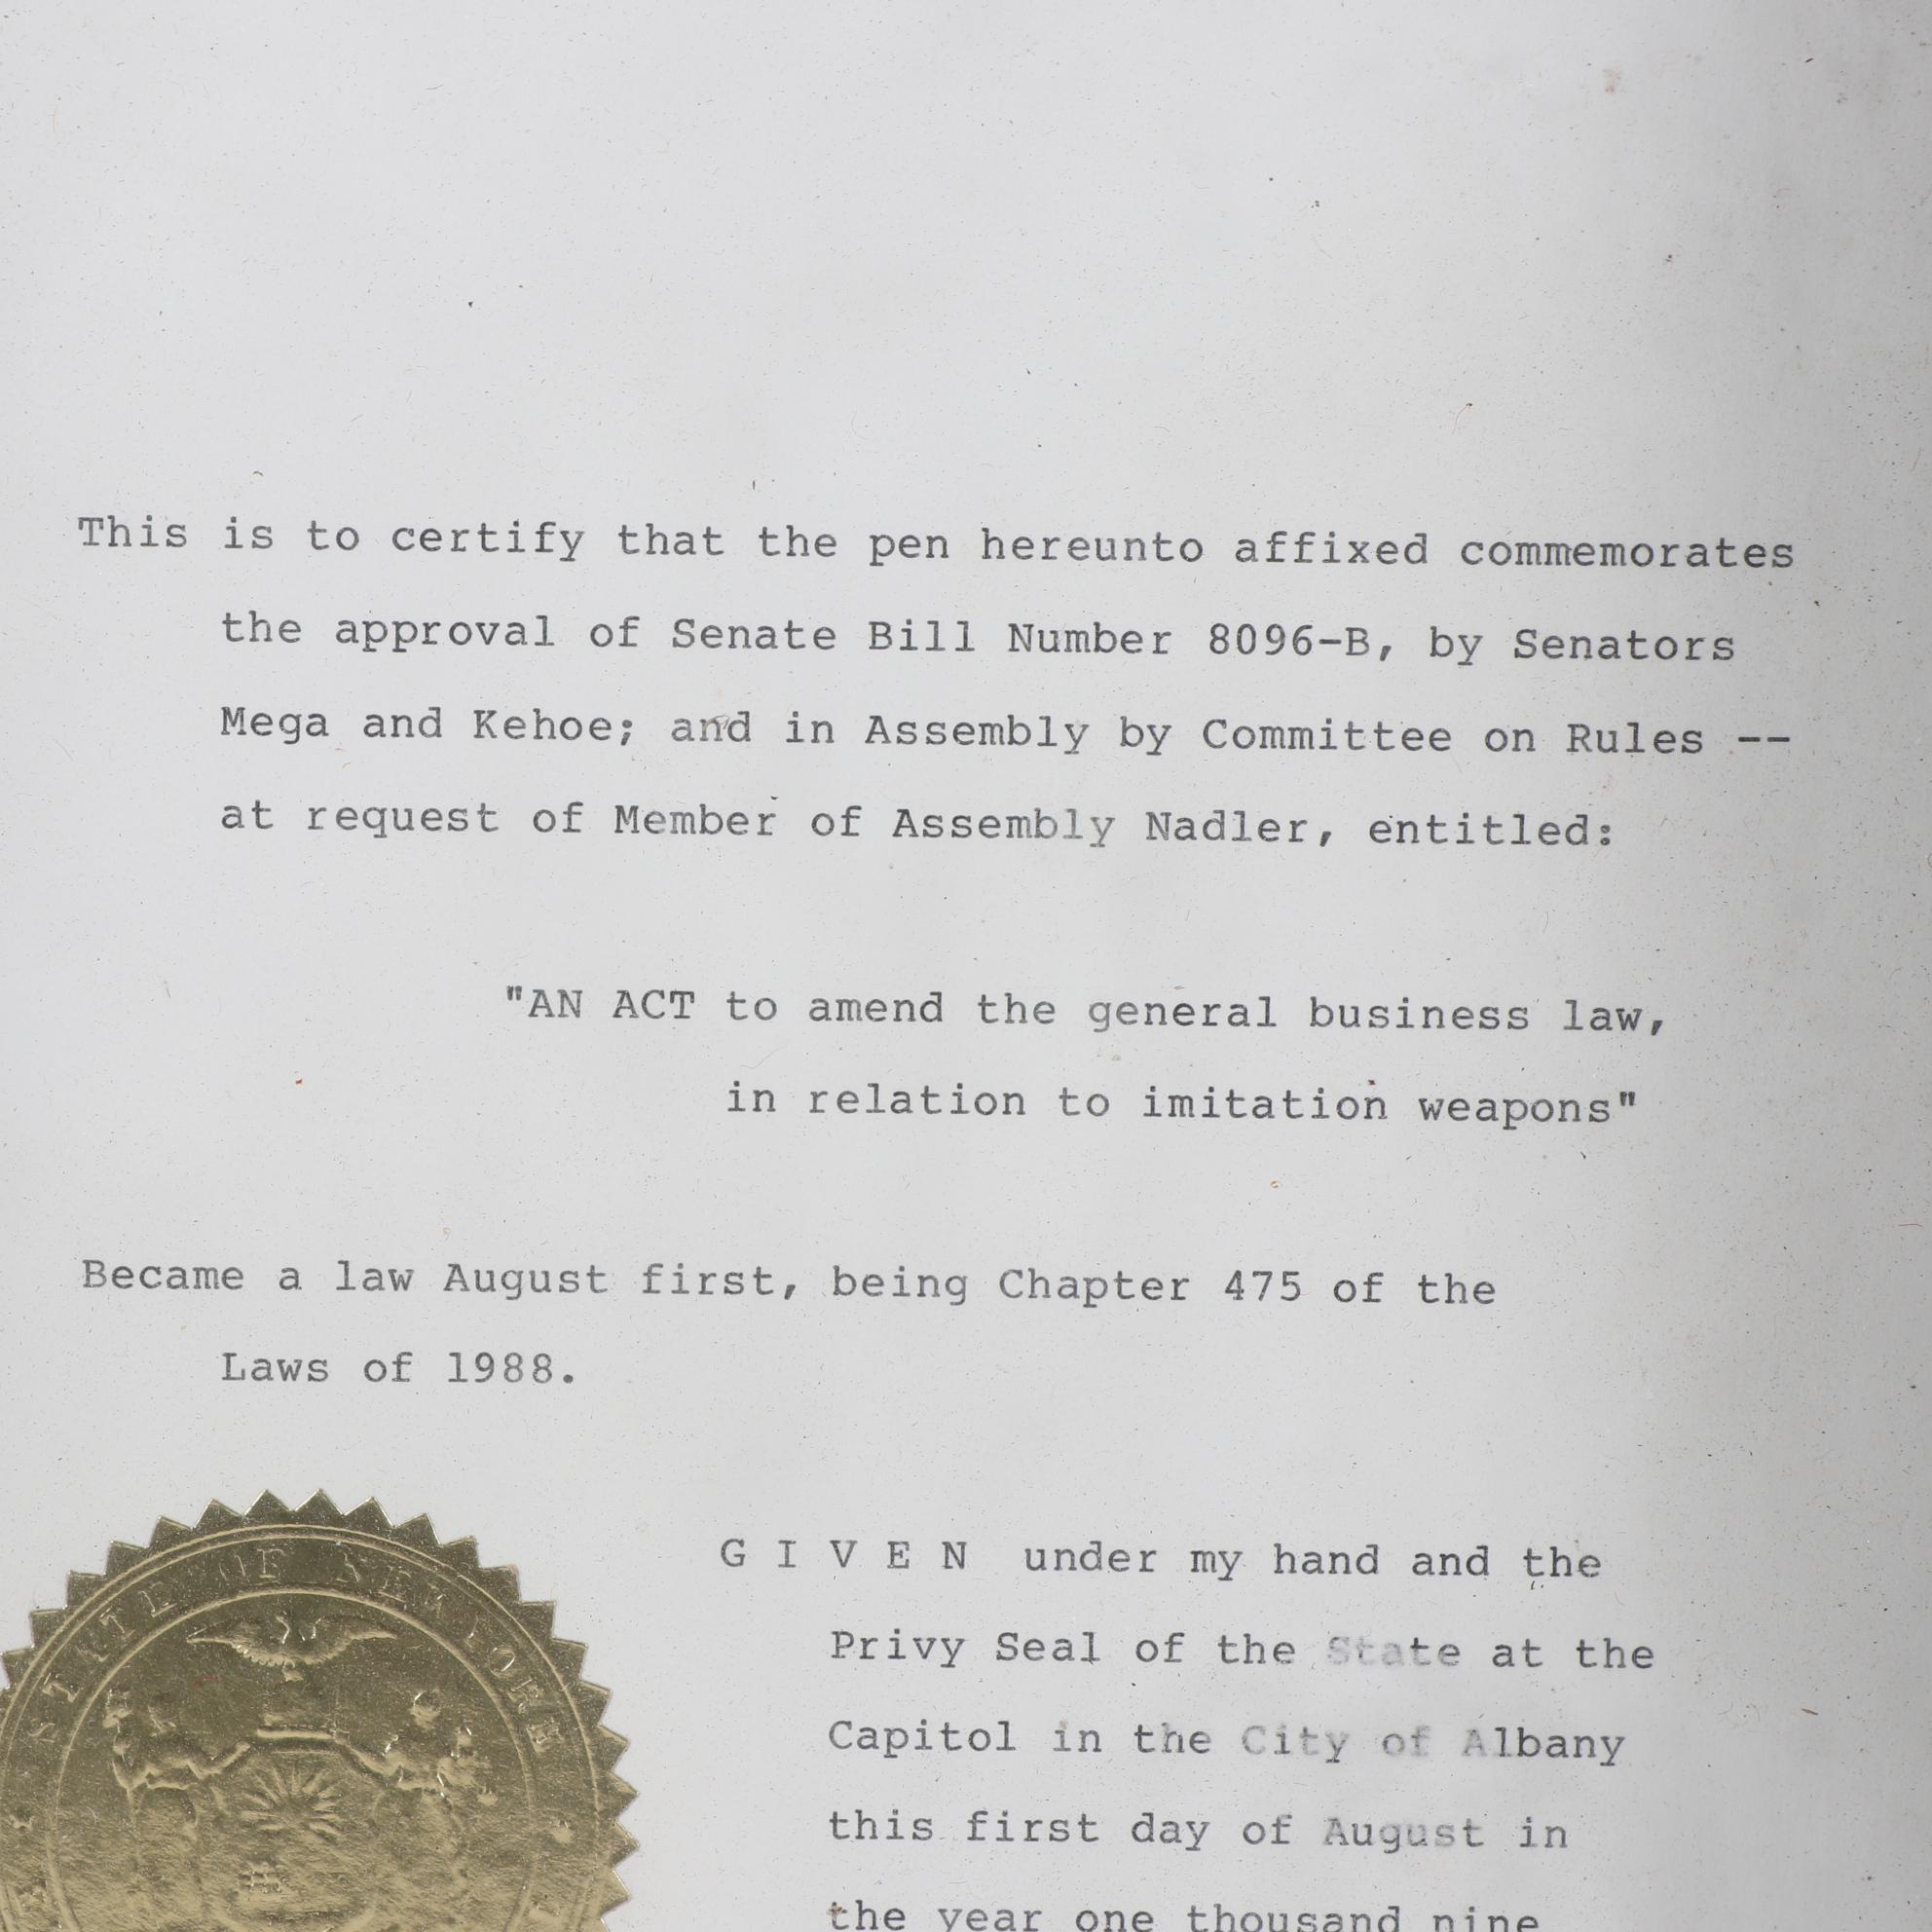 This is to certify that the pen hereunto affixed commemorates
the approval of Senate Bill Number 8096-B, by Senators
Mega and Kehoe; and in Assembly by Committee on Rules --
at request of Member of Assembly Nadler, entitled:
"AN ACT to amend the general business law,
in relation to imitation weapons"
Became a law August first, being Chapter 475 of the
Laws of 1988.
G I V E N under my hand and the
Privy Seal of the State at the
Capitol in the City of Albany
this first day of August in
the year one thousand nine
STATE OF NEW YORK